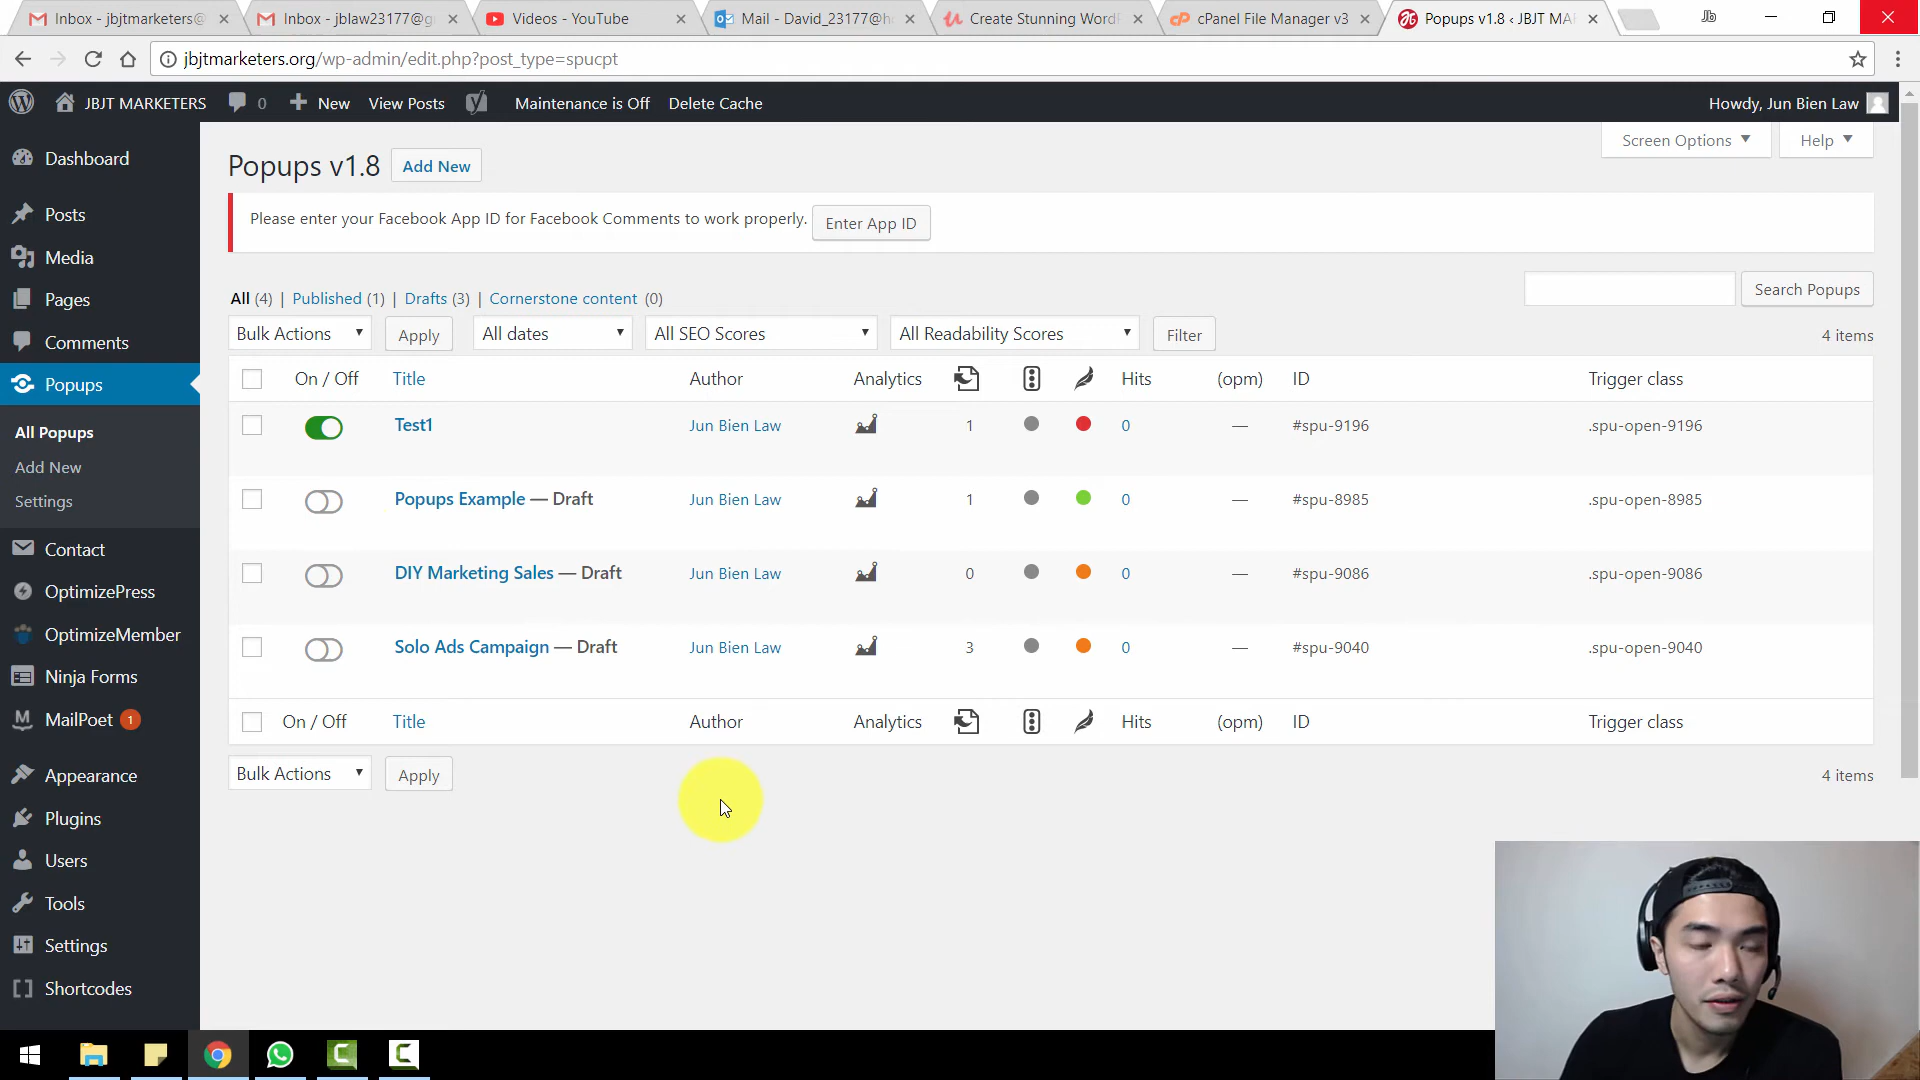 Inbox - jbjtmarketers@
Inbox - jblaw23177@g
Videos - YouTube
Mail - David_23177@h
Create Stunning WordP
cPanel File Manager v3
Popups v1.8 ‹ JBJT MA
Jb
jbjtmarketers.org/wp-admin/edit.php?post_type=spucpt
JBJT MARKETERS
0
New
View Posts
Maintenance is Off
Delete Cache
Howdy, Jun Bien Law
Screen Options
Help
Dashboard
Posts
Media
Pages
Comments
Popups
All Popups
Add New
Settings
Contact
OptimizePress
OptimizeMember
Ninja Forms
MailPoet 1
Appearance
Plugins
Users
Tools
Settings
Shortcodes
Popups v1.8 Add New
Please enter your Facebook App ID for Facebook Comments to work properly. Enter App ID
All (4) | Published (1) | Drafts (3) | Cornerstone content (0)
Search Popups
Bulk Actions Apply All dates All SEO Scores All Readability Scores Filter 4 items
On / Off Title Author Analytics Hits (opm) ID Trigger class
Test1 Jun Bien Law 1 0 — #spu-9196 .spu-open-9196
Popups Example — Draft Jun Bien Law 1 0 — #spu-8985 .spu-open-8985
DIY Marketing Sales — Draft Jun Bien Law 0 0 — #spu-9086 .spu-open-9086
Solo Ads Campaign — Draft Jun Bien Law 3 0 — #spu-9040 .spu-open-9040
On / Off Title Author Analytics Hits (opm) ID Trigger class
Bulk Actions Apply 4 items